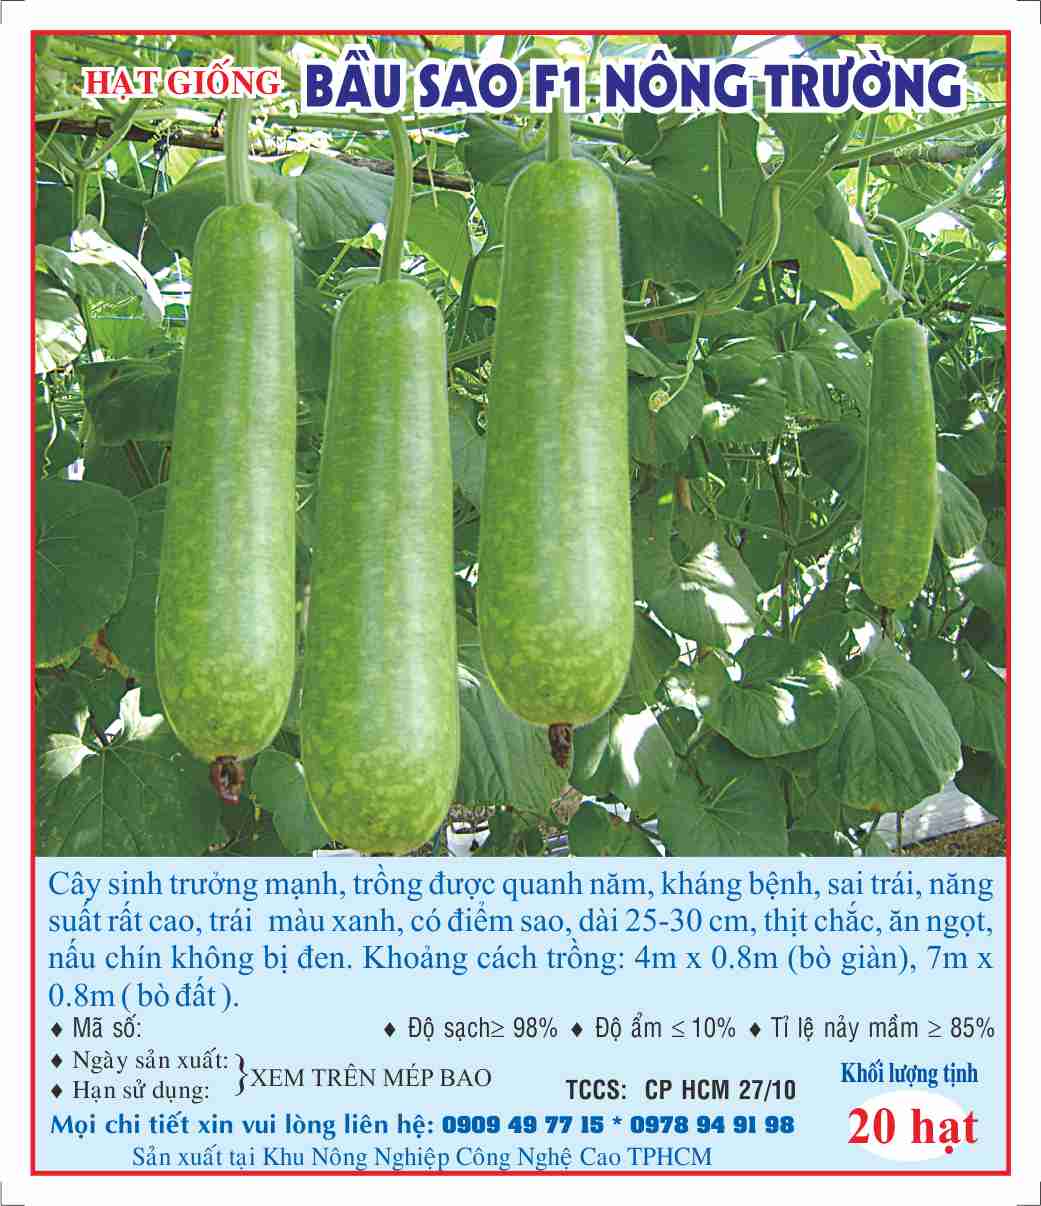 HẠT GIỐNG BẦU SAO F1 NÔNG TRƯỜNG
Cây sinh trưởng mạnh, trồng được quanh năm, kháng bệnh, sai trái, năng
suất rất cao, trái màu xanh, có điểm sao, dài 25-30 cm, thịt chắc, ăn ngọt,
nấu chín không bị đen. Khoảng cách trồng: 4m x 0.8m (bò giàn), 7m x
0.8m ( bò đất ).
♦ Mã số: ♦ Độ sạch≥ 98% ♦ Độ ẩm ≤ 10% ♦ Tỉ lệ nảy mầm ≥ 85%
♦ Ngày sản xuất:
♦ Hạn sử dụng: }XEM TRÊN MÉP BAO
TCCS: CP HCM 27/10
Khối lượng tịnh
20 hạt
Mọi chi tiết xin vui lòng liên hệ: 0909 49 77 15 * 0978 94 91 98
Sản xuất tại Khu Nông Nghiệp Công Nghệ Cao TPHCM